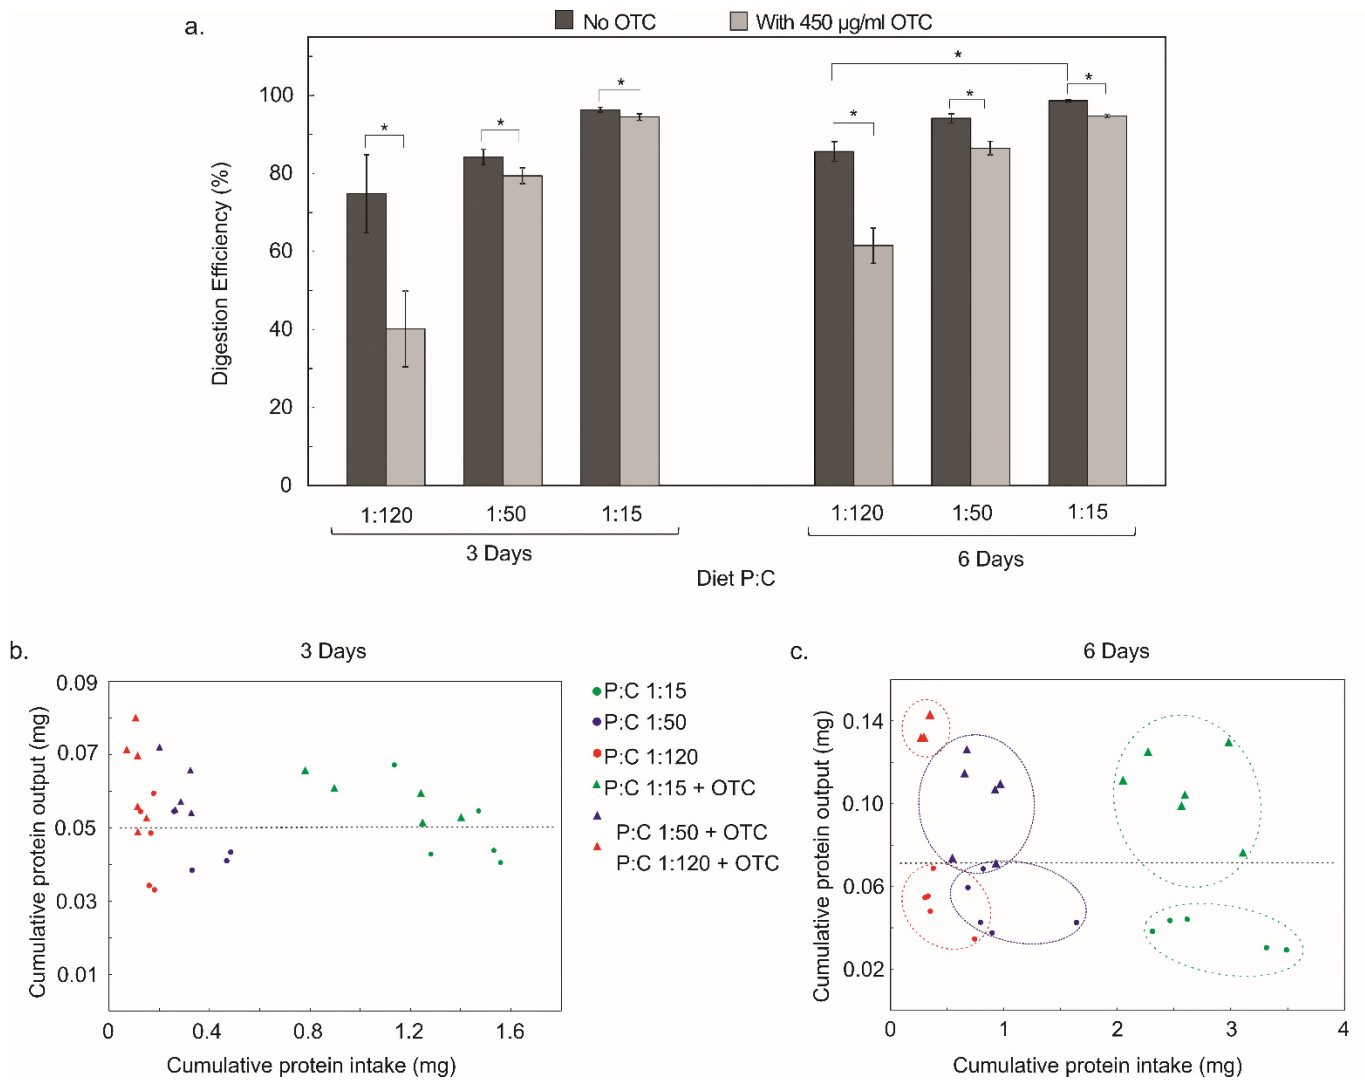 a.
No OTC
With 450 µg/ml OTC
Digestion Efficiency (%)
100
80
60
40
20
0
*
*
*
*
*
*
*
1:120
1:50
1:15
1:120
1:50
1:15
3 Days
6 Days
Diet P:C
b.
3 Days
Cumulative protein output (mg)
0.09
0.07
0.05
0.03
0.01
0
0.4
0.8
1.2
1.6
Cumulative protein intake (mg)
P:C 1:15
P:C 1:50
P:C 1:120
P:C 1:15 + OTC
P:C 1:50 + OTC
P:C 1:120 + OTC
c.
6 Days
Cumulative protein output (mg)
0.14
0.10
0.06
0.02
0
1
2
3
4
Cumulative protein intake (mg)